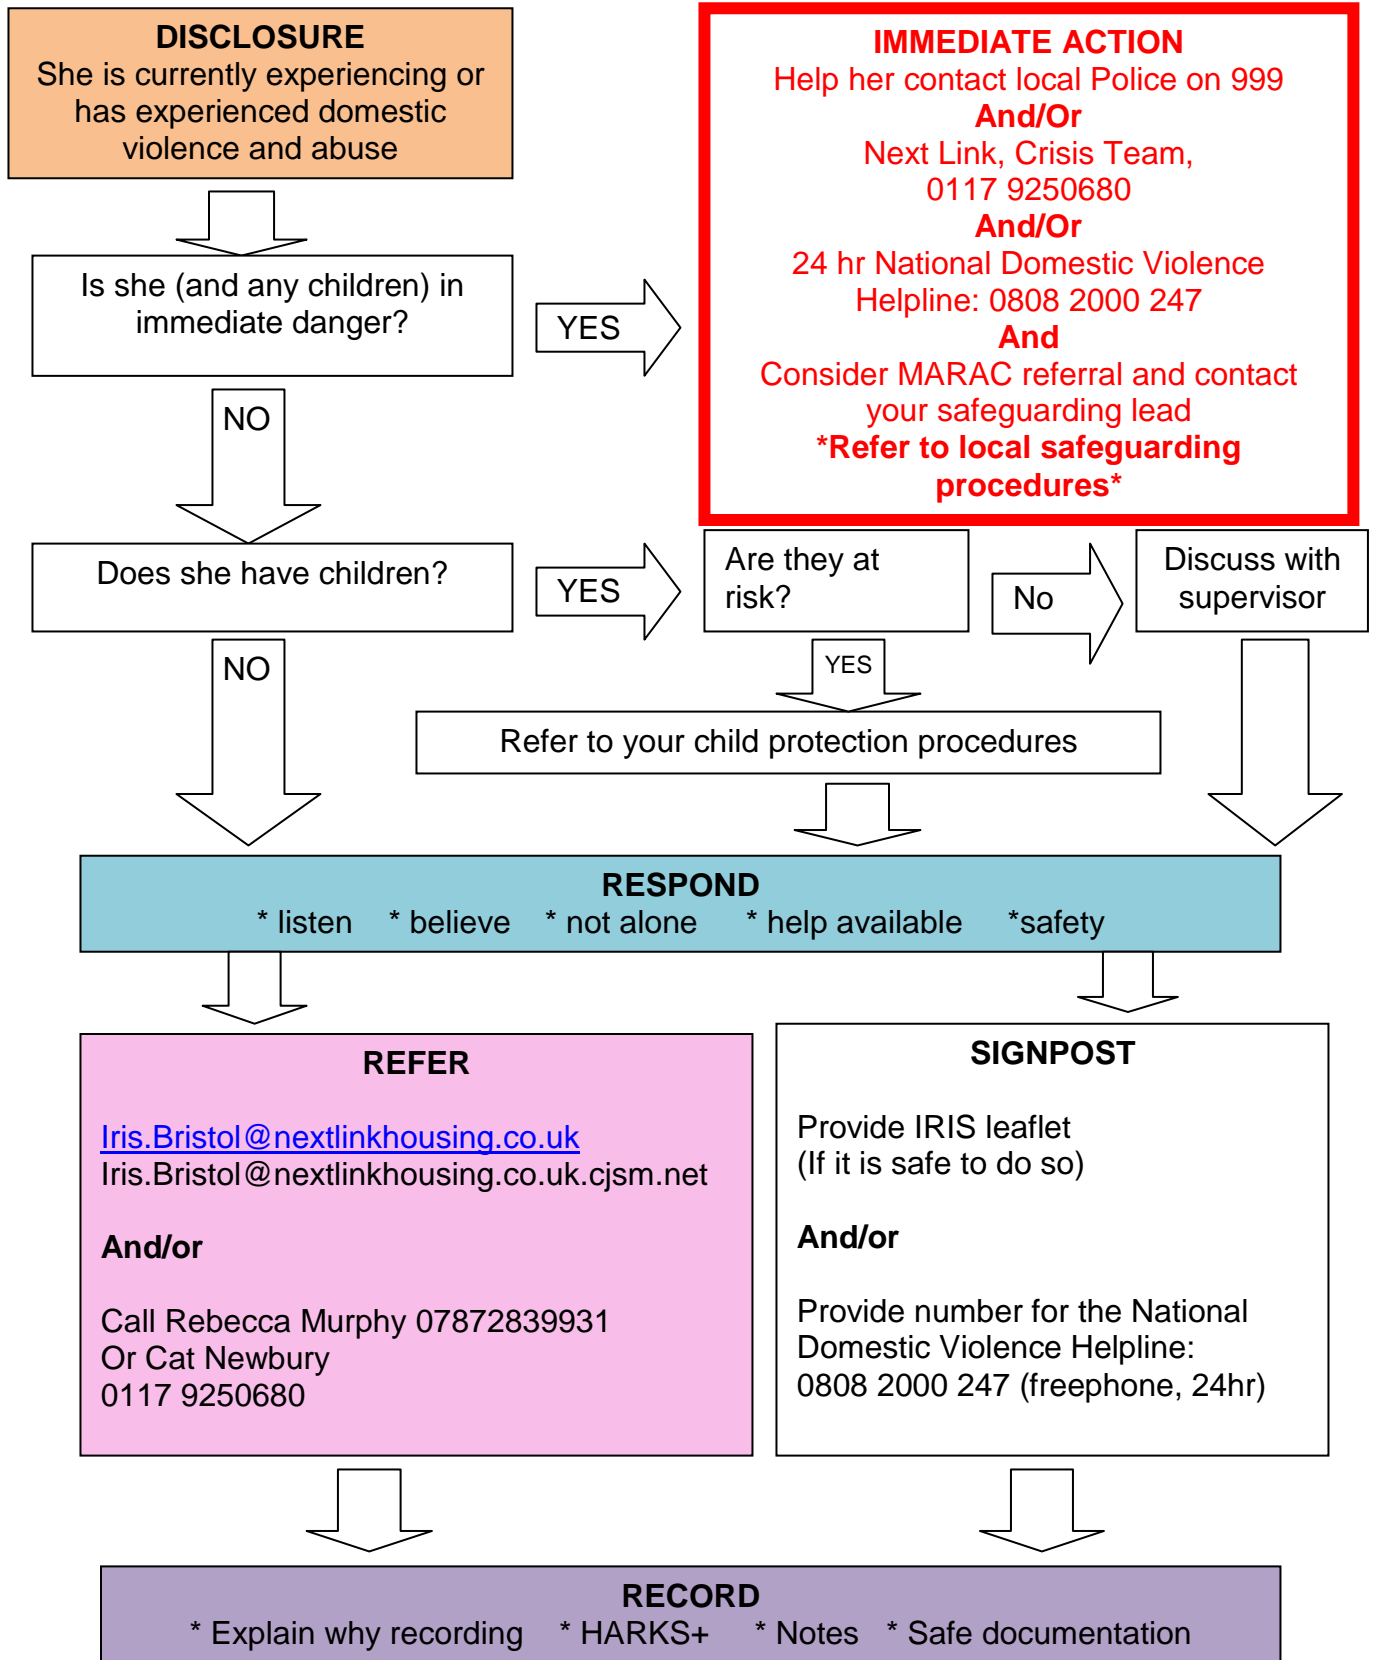 DISCLOSURE
She is currently experiencing or
has experienced domestic
violence and abuse
IMMEDIATE ACTION
Help her contact local Police on 999
And/Or
Next Link, Crisis Team,
0117 9250680
And/Or
24 hr National Domestic Violence
Helpline: 0808 2000 247
And
Consider MARAC referral and contact
your safeguarding lead
*Refer to local safeguarding
procedures*
Is she (and any children) in
immediate danger?
YES
NO
Does she have children?
YES
Are they at
risk?
No
Discuss with
supervisor
NO
YES
Refer to your child protection procedures
RESPOND
* listen * believe * not alone * help available *safety
REFER
Iris.Bristol@nextlinkhousing.co.uk
Iris.Bristol@nextlinkhousing.co.uk.cjsm.net
And/or
Call Rebecca Murphy 07872839931
Or Cat Newbury
0117 9250680
SIGNPOST
Provide IRIS leaflet
(If it is safe to do so)
And/or
Provide number for the National
Domestic Violence Helpline:
0808 2000 247 (freephone, 24hr)
RECORD
* Explain why recording * HARKS+ * Notes * Safe documentation